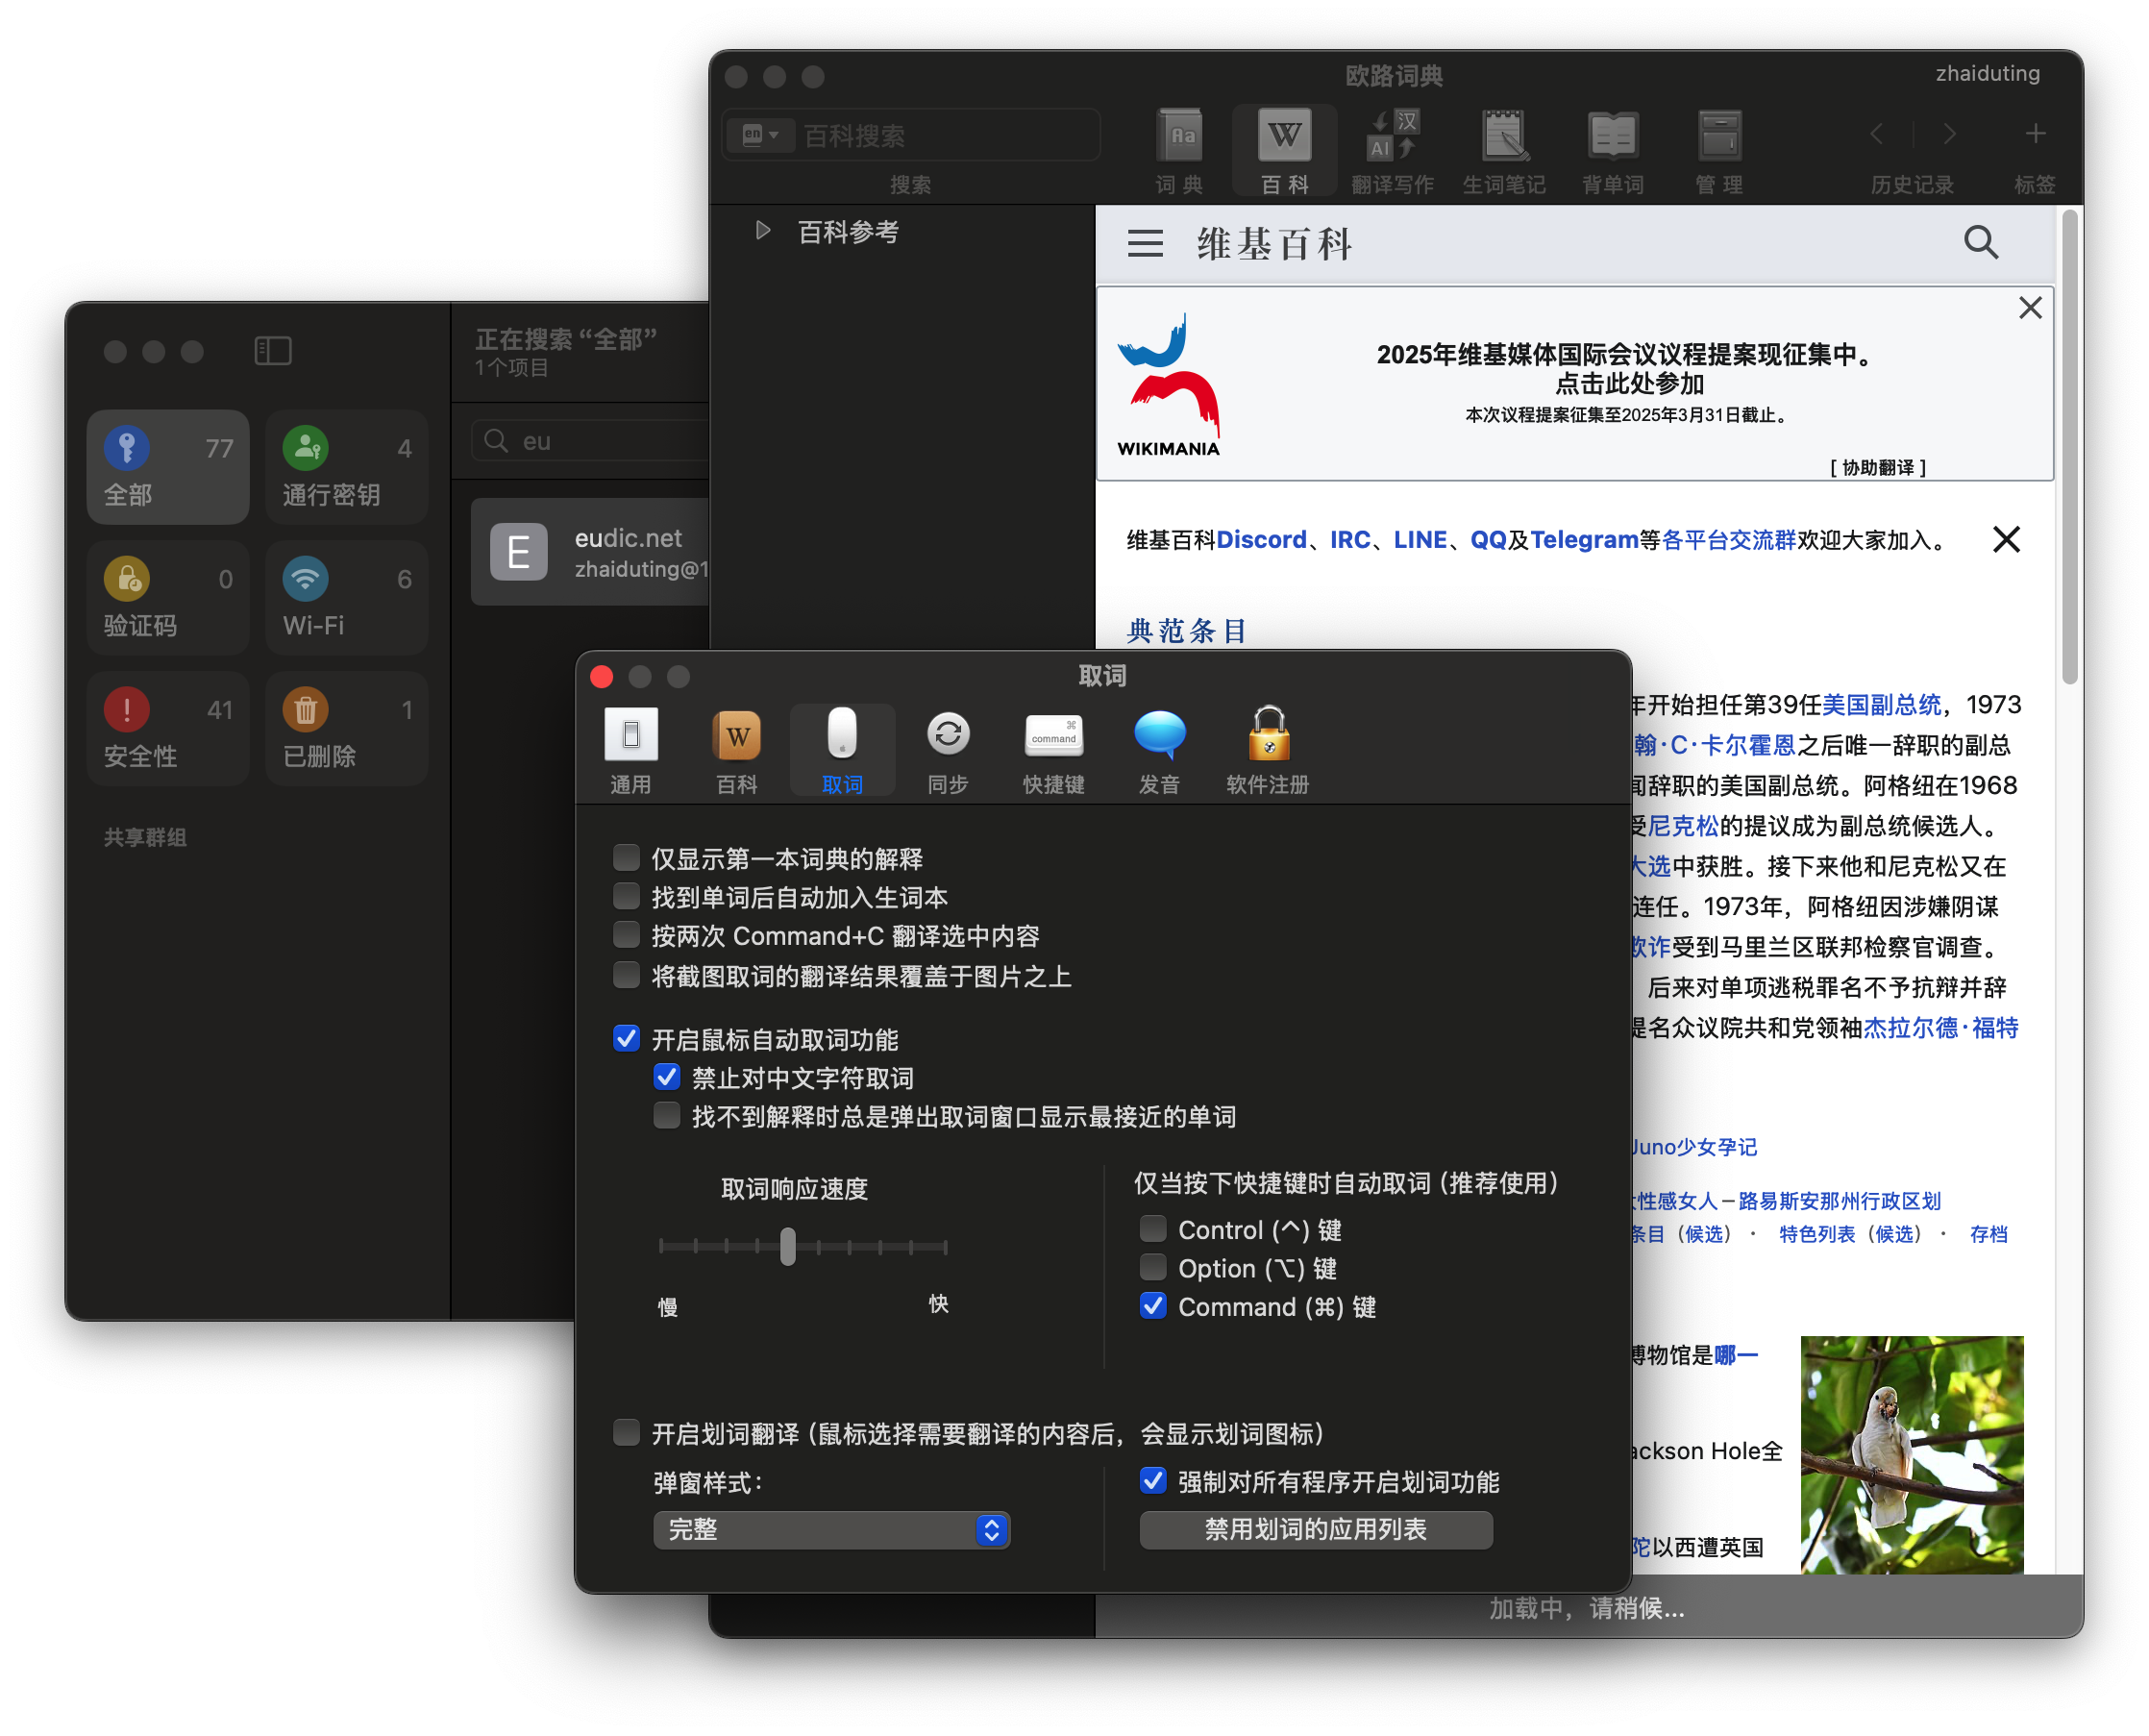 欧路词典
zhaiduting
en
百科搜索
搜索
Aa
词 典
W
百 科
汉
AI
翻译写作
生词笔记
背单词
管 理
历史记录
标签
百科参考
维基百科
2025年维基媒体国际会议议程提案现征集中。
点击此处参加
本次议程提案征集至2025年3月31日截止。
WIKIMANIA
[ 协助翻译 ]
维基百科Discord、IRC、LINE、QQ及Telegram等各平台交流群欢迎大家加入。
典范条目
年开始担任第39任美国副总统，1973
翰·C·卡尔霍恩之后唯一辞职的副总
闻辞职的美国副总统。阿格纽在1968
受尼克松的提议成为副总统候选人。
大选中获胜。接下来他和尼克松又在
连任。1973年，阿格纽因涉嫌阴谋
欺诈受到马里兰区联邦检察官调查。
后来对单项逃税罪名不予抗辩并辞
提名众议院共和党领袖杰拉尔德·福特
Juno少女孕记
性感女人－路易斯安那州行政区划
条目（候选） · 特色列表（候选） · 存档
博物馆是哪一
ackson Hole全
陀以西遭英国
加载中，请稍候...
正在搜索“全部”
1个项目
eu
77
全部
4
通行密钥
0
验证码
6
Wi-Fi
41
安全性
1
已删除
共享群组
E
eudic.net
zhaiduting@1
取词
通用
W
百科
取词
同步
⌘
command
快捷键
发音
软件注册
仅显示第一本词典的解释
找到单词后自动加入生词本
按两次 Command+C 翻译选中内容
将截图取词的翻译结果覆盖于图片之上
开启鼠标自动取词功能
禁止对中文字符取词
找不到解释时总是弹出取词窗口显示最接近的单词
取词响应速度
慢
快
仅当按下快捷键时自动取词（推荐使用）
Control (^) 键
Option (⌥) 键
Command (⌘) 键
开启划词翻译（鼠标选择需要翻译的内容后，会显示划词图标）
弹窗样式：
完整
强制对所有程序开启划词功能
禁用划词的应用列表